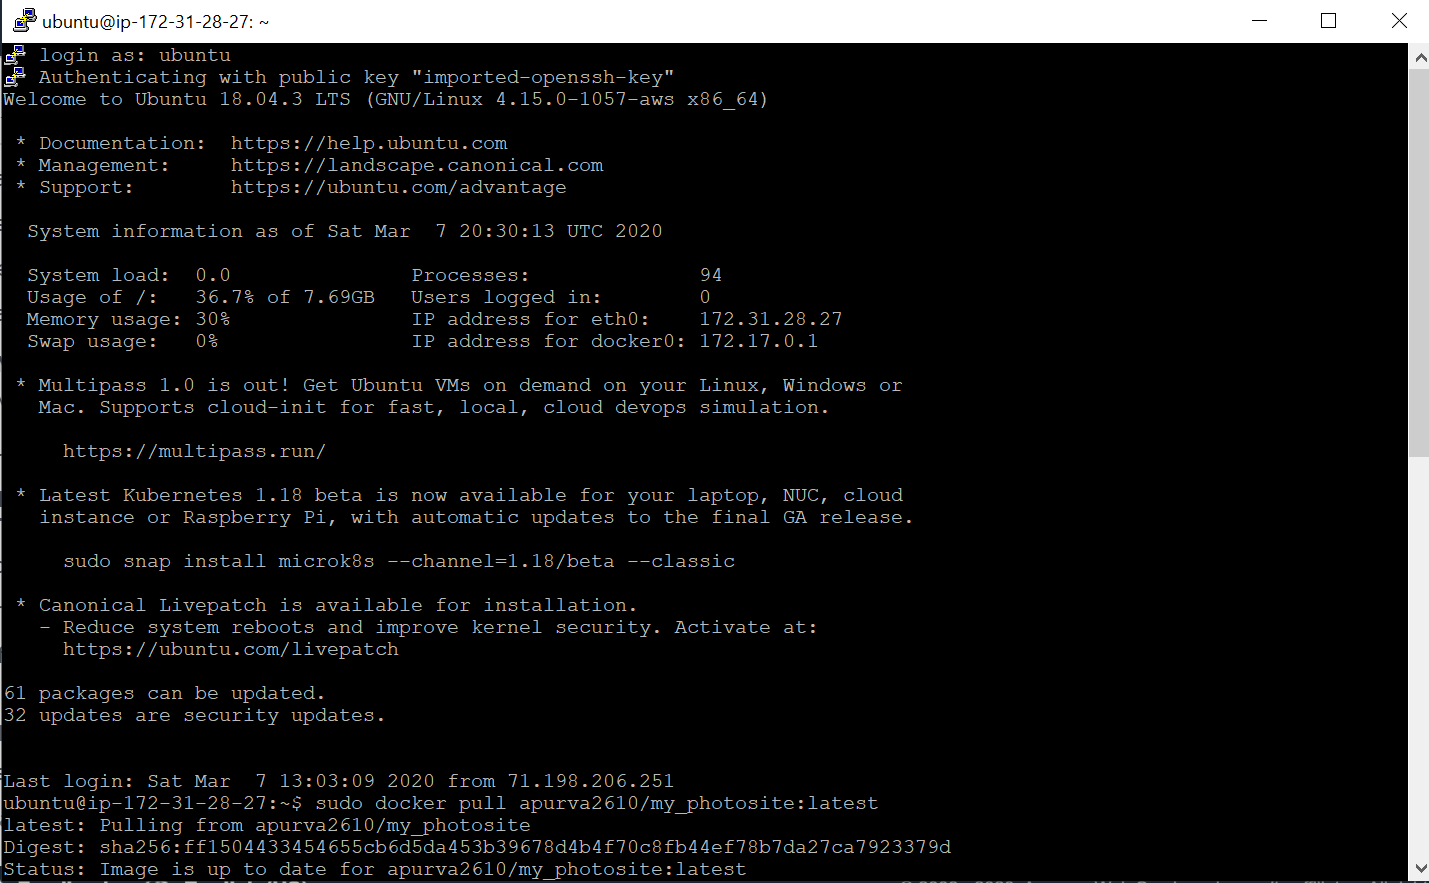 ubuntu@ip-172-31-28-27: ~
login as: ubuntu
Authenticating with public key "imported-openssh-key"
Welcome to Ubuntu 18.04.3 LTS (GNU/Linux 4.15.0-1057-aws x86_64)
* Documentation:  https://help.ubuntu.com
* Management:     https://landscape.canonical.com
* Support:        https://ubuntu.com/advantage
System information as of Sat Mar  7 20:30:13 UTC 2020
System load:  0.0               Processes:              94
Usage of /:   36.7% of 7.69GB   Users logged in:        0
Memory usage: 30%               IP address for eth0:    172.31.28.27
Swap usage:   0%                IP address for docker0: 172.17.0.1
* Multipass 1.0 is out! Get Ubuntu VMs on demand on your Linux, Windows or
Mac. Supports cloud-init for fast, local, cloud devops simulation.
https://multipass.run/
* Latest Kubernetes 1.18 beta is now available for your laptop, NUC, cloud
instance or Raspberry Pi, with automatic updates to the final GA release.
sudo snap install microk8s --channel=1.18/beta --classic
* Canonical Livepatch is available for installation.
- Reduce system reboots and improve kernel security. Activate at:
https://ubuntu.com/livepatch
61 packages can be updated.
32 updates are security updates.
Last login: Sat Mar  7 13:03:09 2020 from 71.198.206.251
ubuntu@ip-172-31-28-27:~$ sudo docker pull apurva2610/my_photosite:latest
latest: Pulling from apurva2610/my_photosite
Digest: sha256:ff1504433454655cb6d5da453b39678d4b4f70c8fb44ef78b7da27ca7923379d
Status: Image is up to date for apurva2610/my_photosite:latest